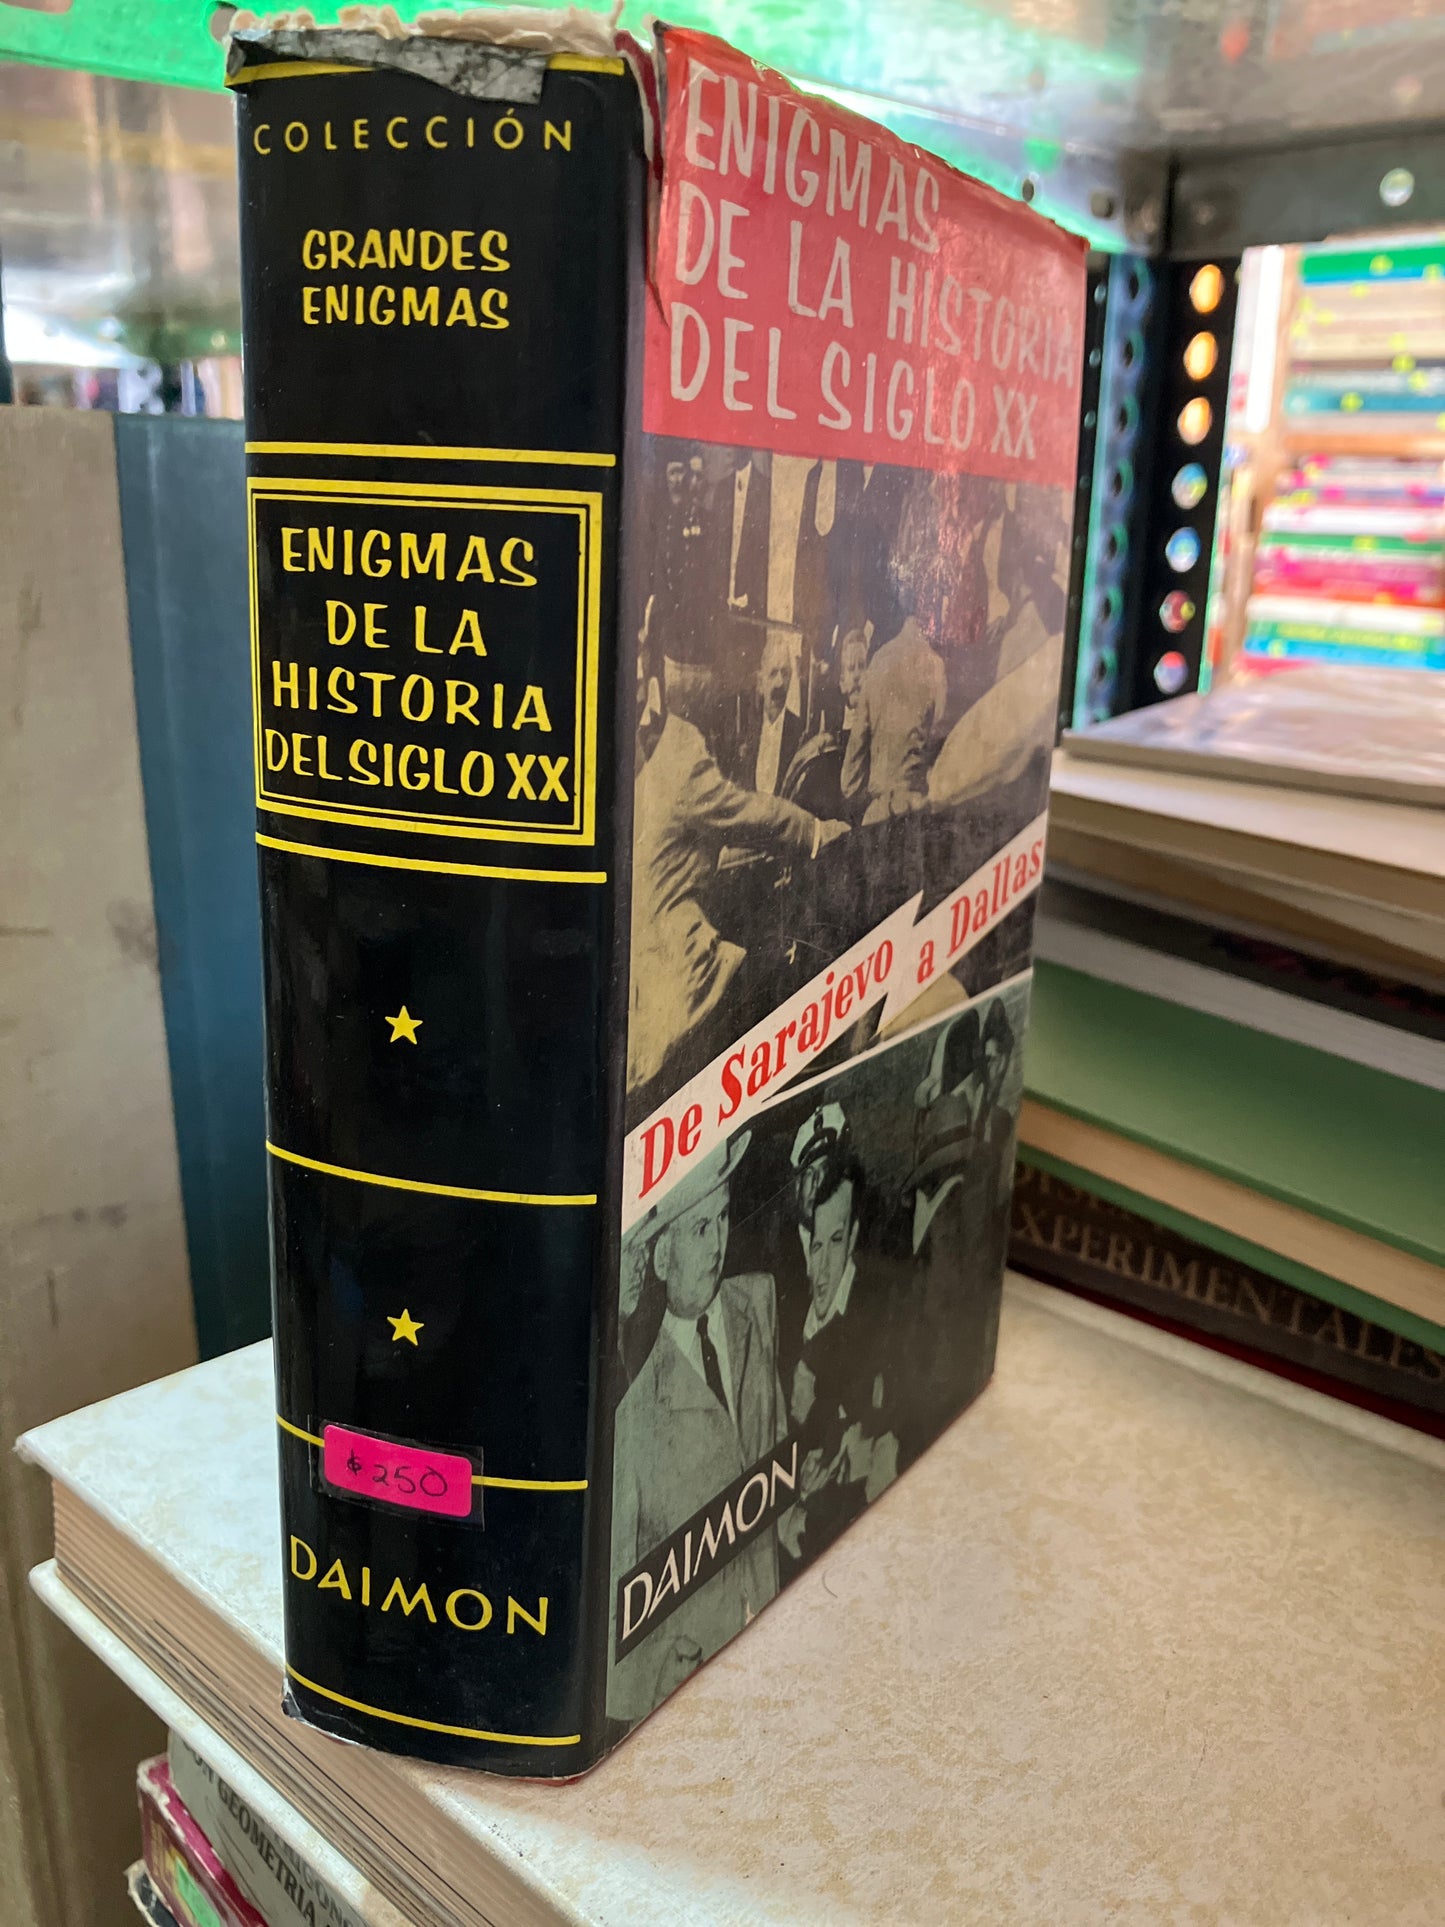 COLECCIÓN
GRANDES
ENIGMAS
ENIGMAS
DE LA
HISTORIA
DEL SIGLO XX
$ 250
DAIMON
ENIGMAS
DE LA HISTORIA
DEL SIGLO XX
De Sarajevo a Dallas
DAIMON
EXPERIMENTALES
GEOMETRIA